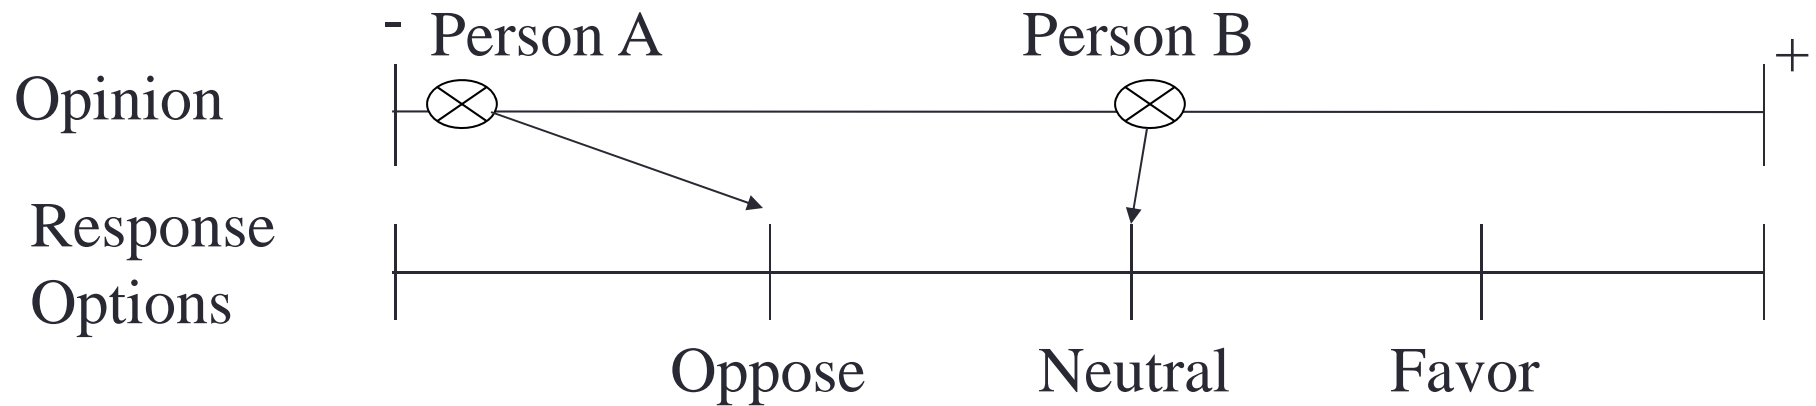 - Person A Person B +
Opinion
Response
Options
Oppose Neutral Favor